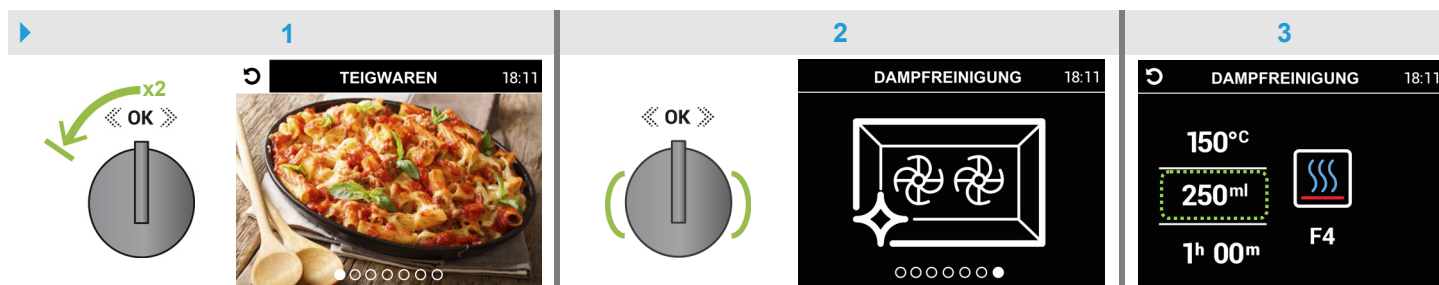 1
2
3
x2
OK
TEIGWAREN 18:11
OK
DAMPFREINIGUNG 18:11
DAMPFREINIGUNG 18:11
150°C
250ml
1h 00m
F4